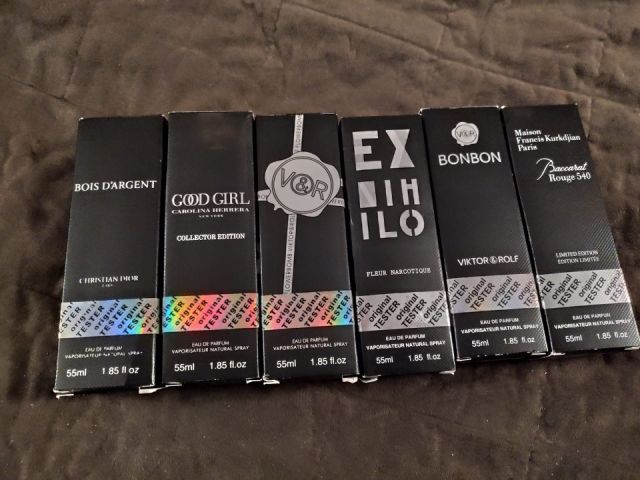 BOIS D'ARGENT
CHRISTIAN DIOR
PARIS
original
TESTER
EAU DE PARFUM
VAPORISATEUR NATURAL SPRAY
55ml 1.85 fl.oz
GOOD GIRL
CAROLINA HERRERA
NEW YORK
COLLECTOR EDITION
original
TESTER
EAU DE PARFUM
VAPORISATEUR NATURAL SPRAY
55ml 1.85 fl.oz
V&R
FLOWERBOMB VIKTOR&ROLF
original
TESTER
EAU DE PARFUM
VAPORISATEUR NATURAL SPRAY
55ml 1.85 fl.oz
EX
NIH
ILO
FLEUR NARCOTIQUE
original
TESTER
EAU DE PARFUM
VAPORISATEUR NATURAL SPRAY
55ml 1.85 fl.oz
V&R
BONBON
VIKTOR&ROLF
original
TESTER
EAU DE PARFUM
VAPORISATEUR NATURAL SPRAY
55ml 1.85 fl.oz
Maison
Francis Kurkdjian
Paris
Baccarat
Rouge 540
LIMITED EDITION
EDITION LIMITÉE
original
TESTER
EAU DE PARFUM
VAPORISATEUR NATURAL SPRAY
55ml 1.85 fl.oz